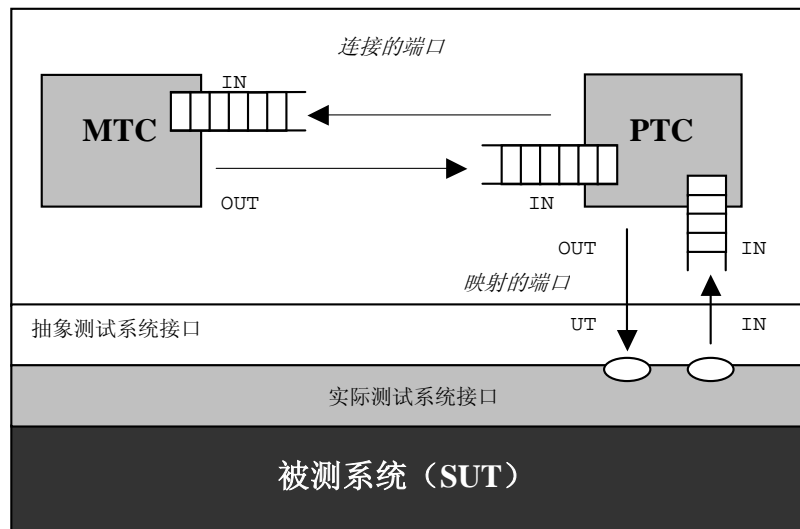 连接的端口
IN
MTC
PTC
OUT
IN
OUT
IN
映射的端口
抽象测试系统接口
UT
IN
实际测试系统接口
被测系统（SUT）